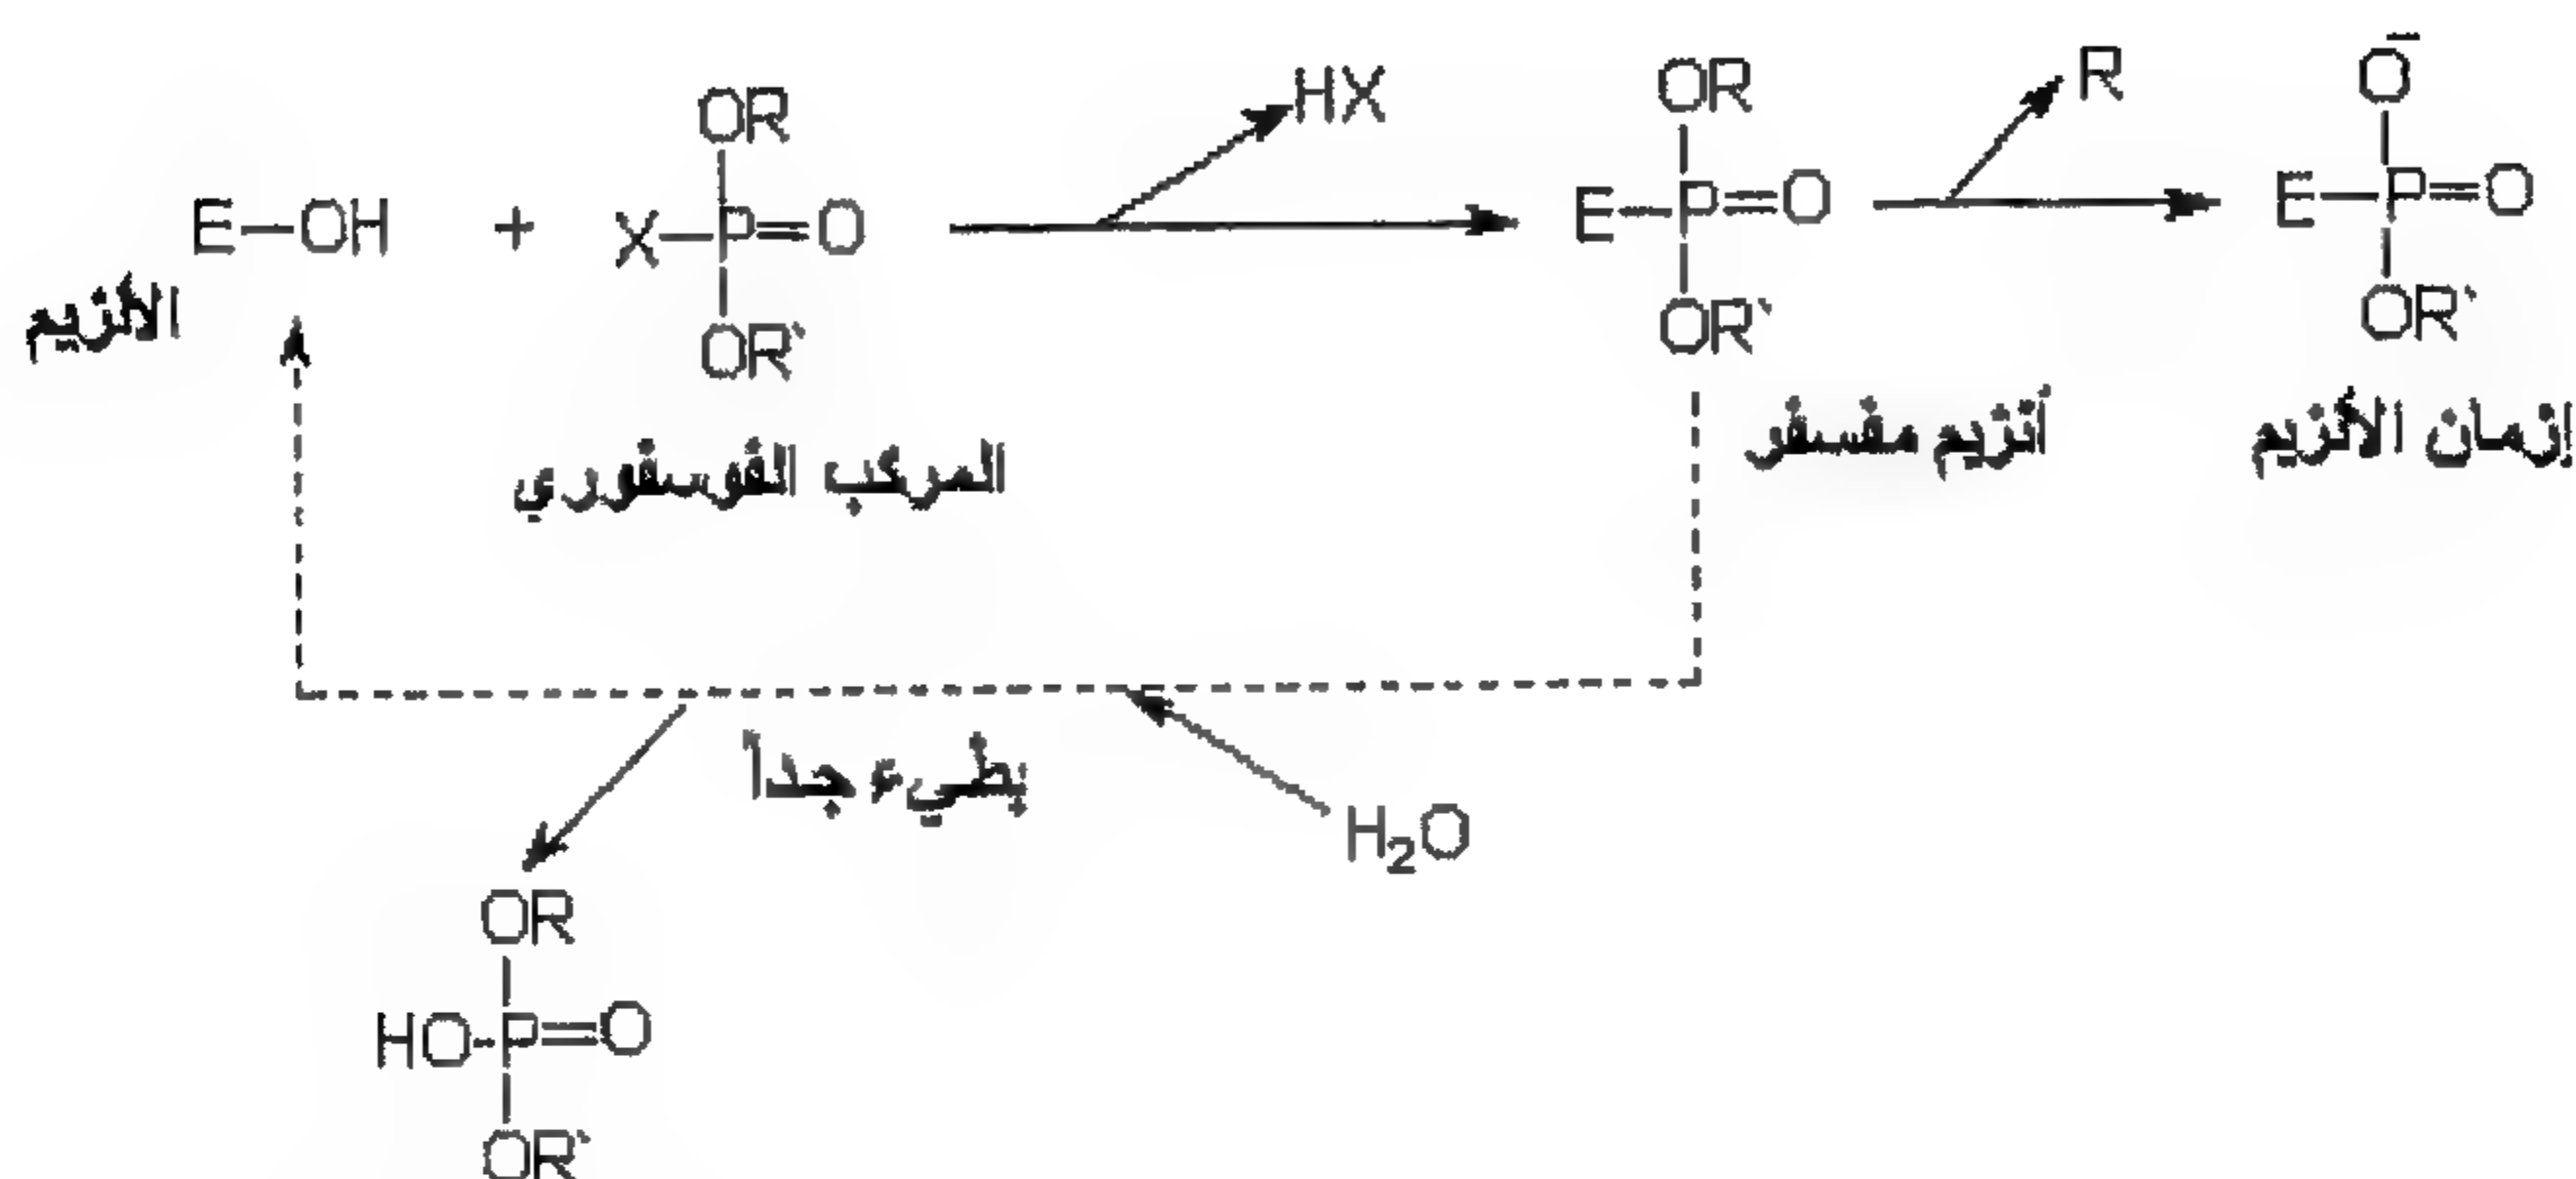 OR
HX
E-OH + X-P=O
OR`
الأنزيم
المركب الفوسفوري
OR
E-P=O
OR`
أنزيم مفسفر
R
O-
E-P=O
OR`
إزمان الأنزيم
بطيء جداً
H2O
OR
HO-P=O
OR`